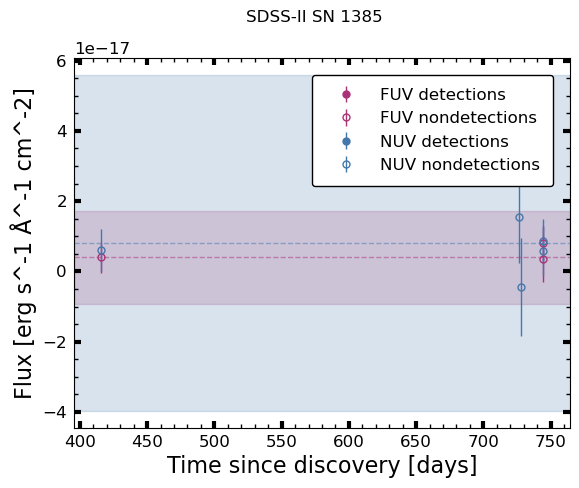 SDSS-II SN 1385
1e−17
6
4
2
0
−2
−4
FUV detections
FUV nondetections
NUV detections
NUV nondetections
400 450 500 550 600 650 700 750
Time since discovery [days]
Flux [erg s^-1 Å^-1 cm^-2]